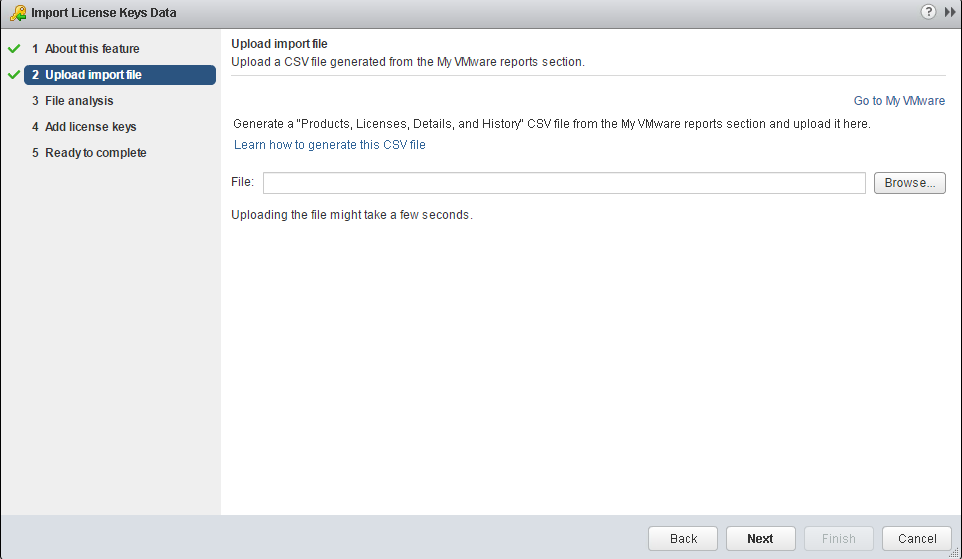 Import License Keys Data
?
1 About this feature
2 Upload import file
3 File analysis
4 Add license keys
5 Ready to complete
Upload import file
Upload a CSV file generated from the My VMware reports section.
Go to My VMware
Generate a "Products, Licenses, Details, and History" CSV file from the My VMware reports section and upload it here.
Learn how to generate this CSV file
File:
Browse...
Uploading the file might take a few seconds.
Back
Next
Finish
Cancel